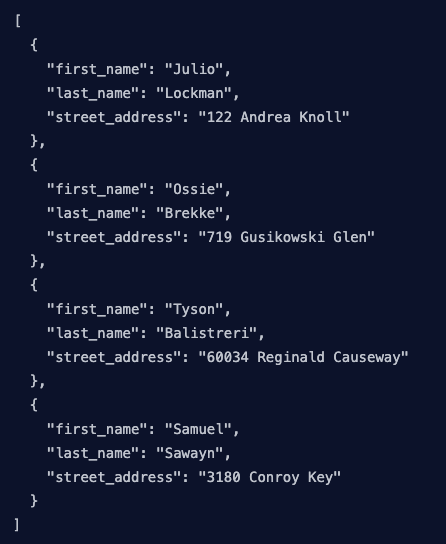 [
  {
    "first_name": "Julio",
    "last_name": "Lockman",
    "street_address": "122 Andrea Knoll"
  },
  {
    "first_name": "Ossie",
    "last_name": "Brekke",
    "street_address": "719 Gusikowski Glen"
  },
  {
    "first_name": "Tyson",
    "last_name": "Balistreri",
    "street_address": "60034 Reginald Causeway"
  },
  {
    "first_name": "Samuel",
    "last_name": "Sawayn",
    "street_address": "3180 Conroy Key"
  }
]